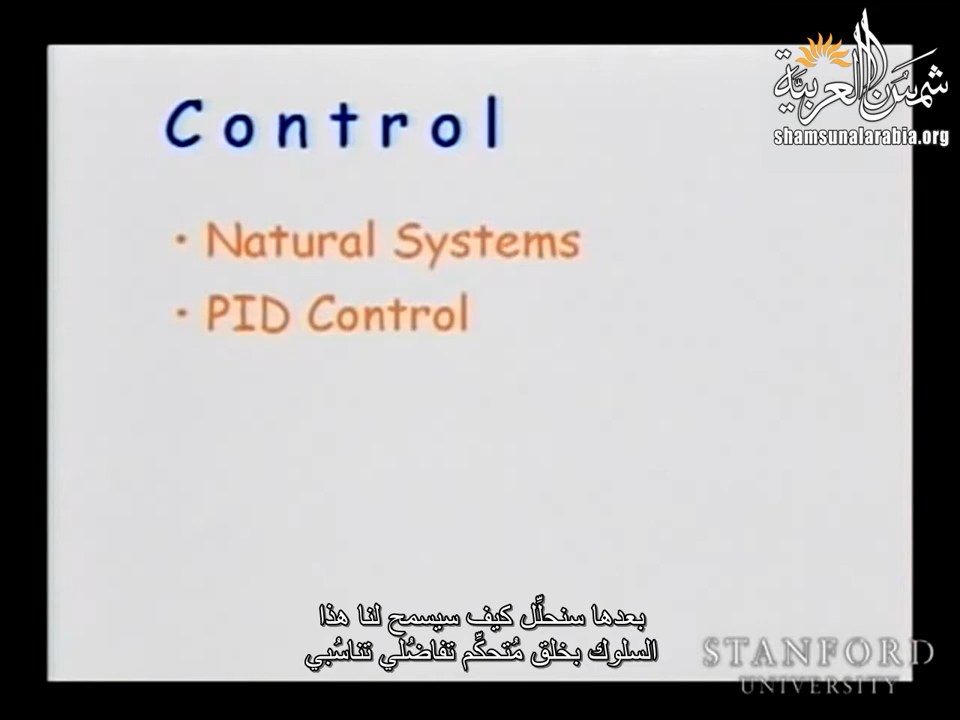 شمس العربية
shamsunalarabia.org
Control
• Natural Systems
• PID Control
بعدها سنحلِّل كيف سيسمح لنا هذا
السلوك بخلق مُتحكِّم تفاضُلي تناسُبي
STANFORD
UNIVERSITY